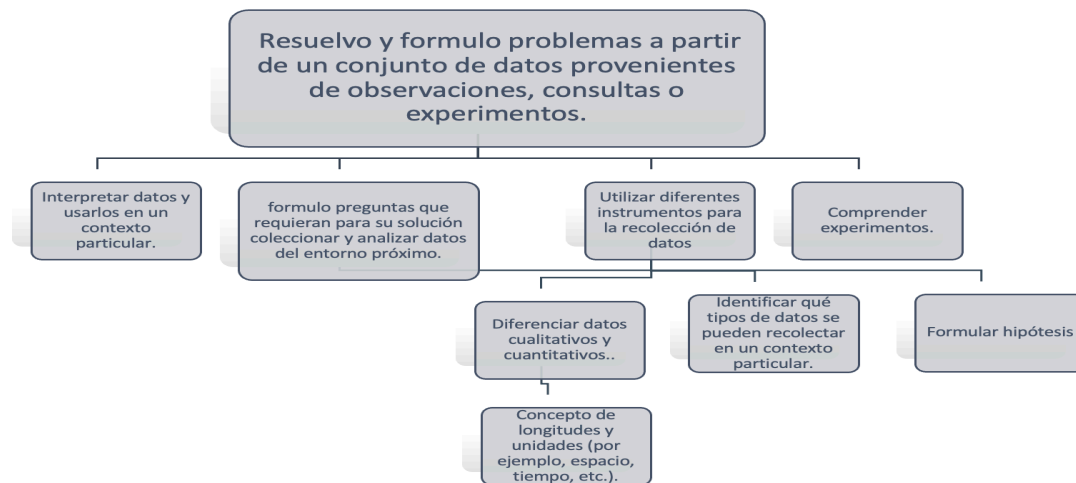 Resuelvo y formulo problemas a partir
de un conjunto de datos provenientes
de observaciones, consultas o
experimentos.
Interpretar datos y
usarlos en un
contexto
particular.
formulo preguntas que
requieran para su solución
coleccionar y analizar datos
del entorno próximo.
Utilizar diferentes
instrumentos para
la recolección de
datos
Comprender
experimentos.
Diferenciar datos
cualitativos y
cuantitativos..
Identificar qué
tipos de datos se
pueden recolectar
en un contexto
particular.
Formular hipótesis
Concepto de
longitudes y
unidades (por
ejemplo, espacio,
tiempo, etc.).